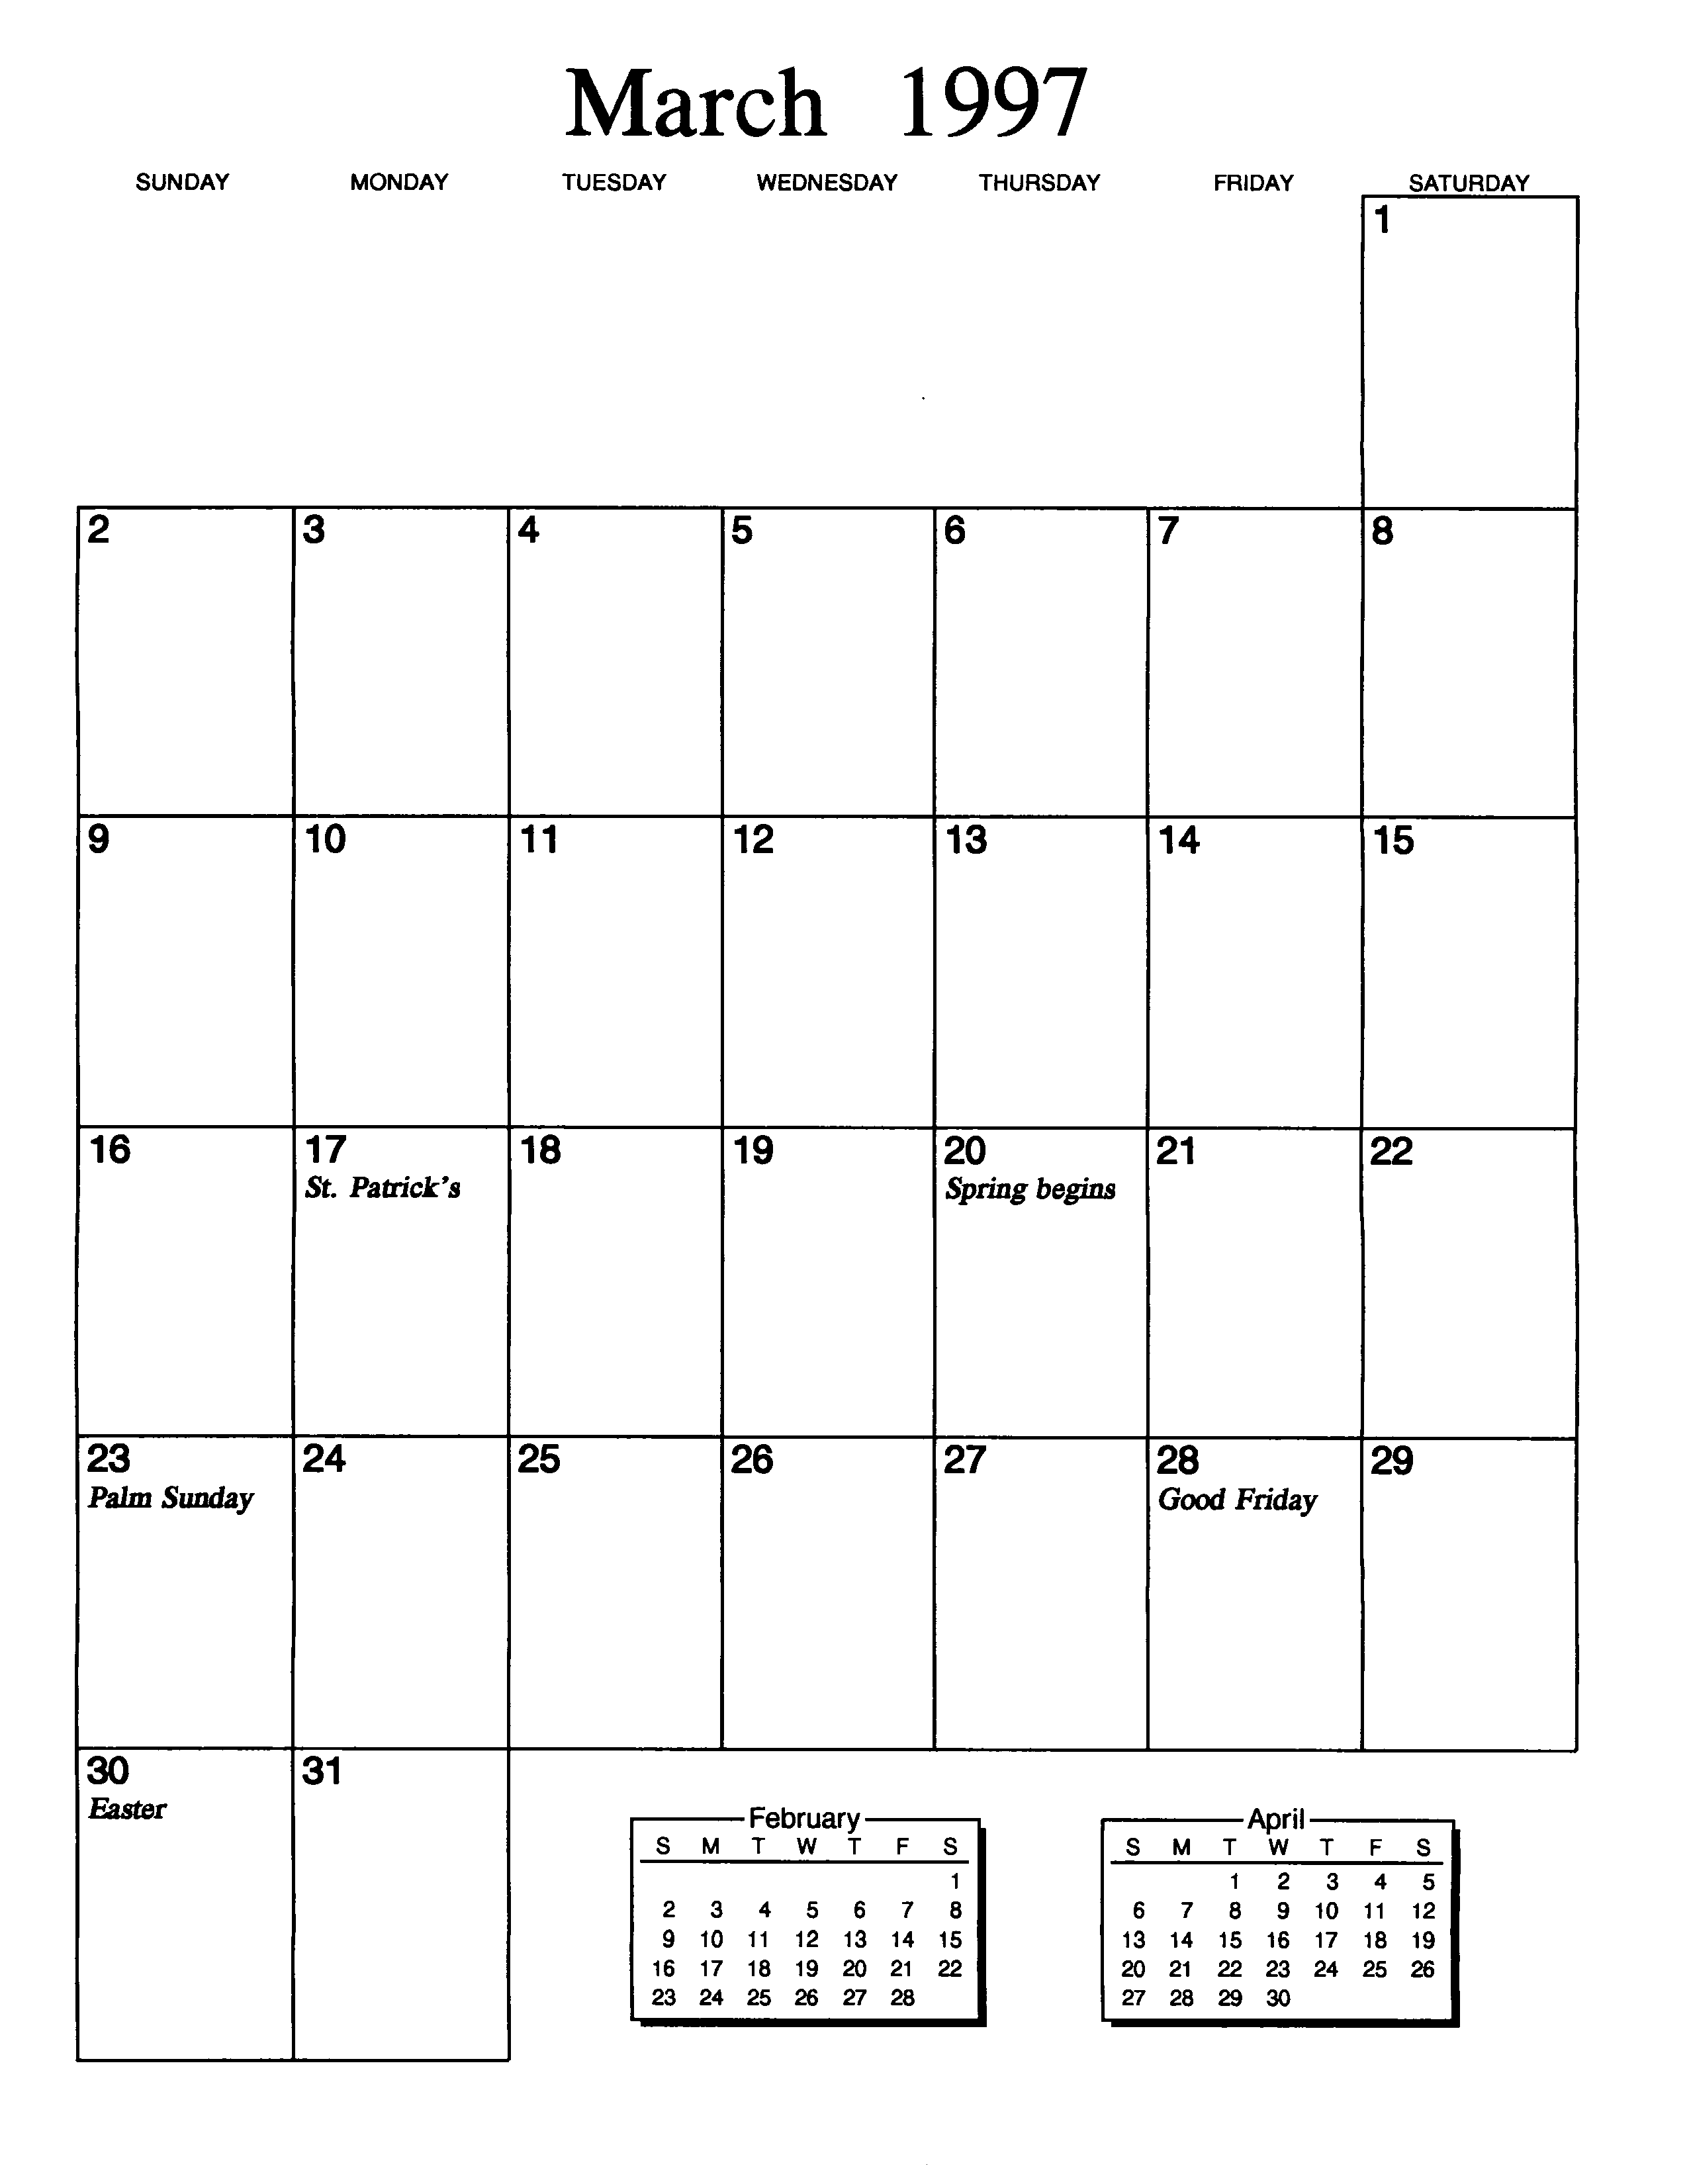 March 1997
SUNDAY MONDAY TUESDAY WEDNESDAY THURSDAY FRIDAY SATURDAY
1
2 3 4 5 6 7 8
9 10 11 12 13 14 15
16 17 18 19 20 21 22
St. Patrick's Spring begins
23 24 25 26 27 28 29
Palm Sunday Good Friday
30 31
Easter
February
S M T W T F S
1
2 3 4 5 6 7 8
9 10 11 12 13 14 15
16 17 18 19 20 21 22
23 24 25 26 27 28
April
S M T W T F S
1 2 3 4 5
6 7 8 9 10 11 12
13 14 15 16 17 18 19
20 21 22 23 24 25 26
27 28 29 30